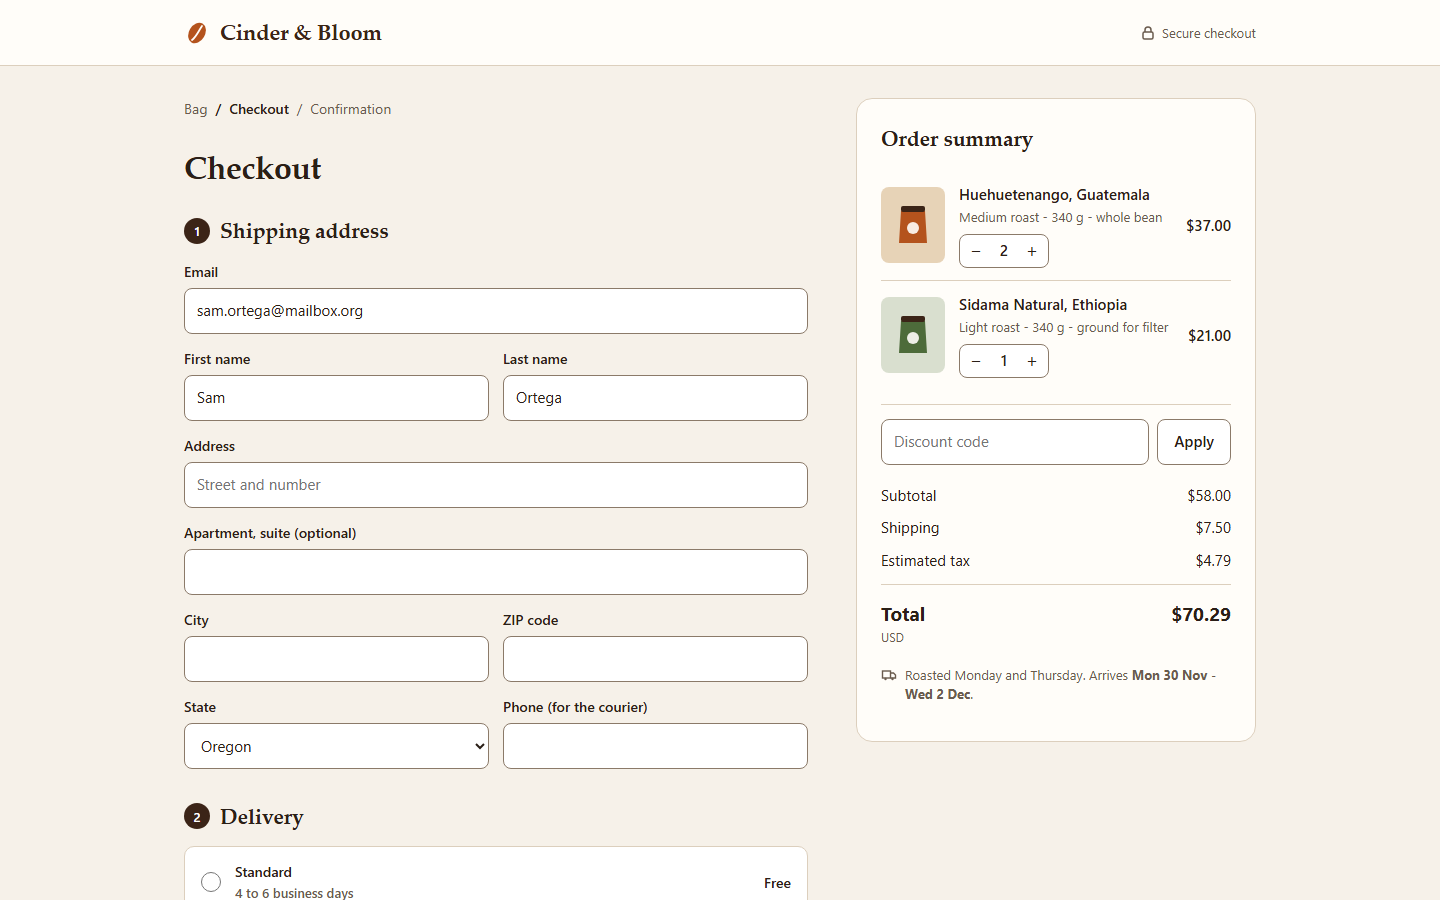 Cinder & Bloom
Secure checkout
Bag / Checkout / Confirmation
Checkout
1 Shipping address
Email
sam.ortega@mailbox.org
First name
Last name
Sam
Ortega
Address
Street and number
Apartment, suite (optional)
City
ZIP code
State
Phone (for the courier)
Oregon
2 Delivery
Standard
4 to 6 business days
Free
Order summary
Huehuetenango, Guatemala
Medium roast - 340 g - whole bean
$37.00
− 2 +
Sidama Natural, Ethiopia
Light roast - 340 g - ground for filter
$21.00
− 1 +
Discount code
Apply
Subtotal $58.00
Shipping $7.50
Estimated tax $4.79
Total $70.29
USD
Roasted Monday and Thursday. Arrives Mon 30 Nov -
Wed 2 Dec.